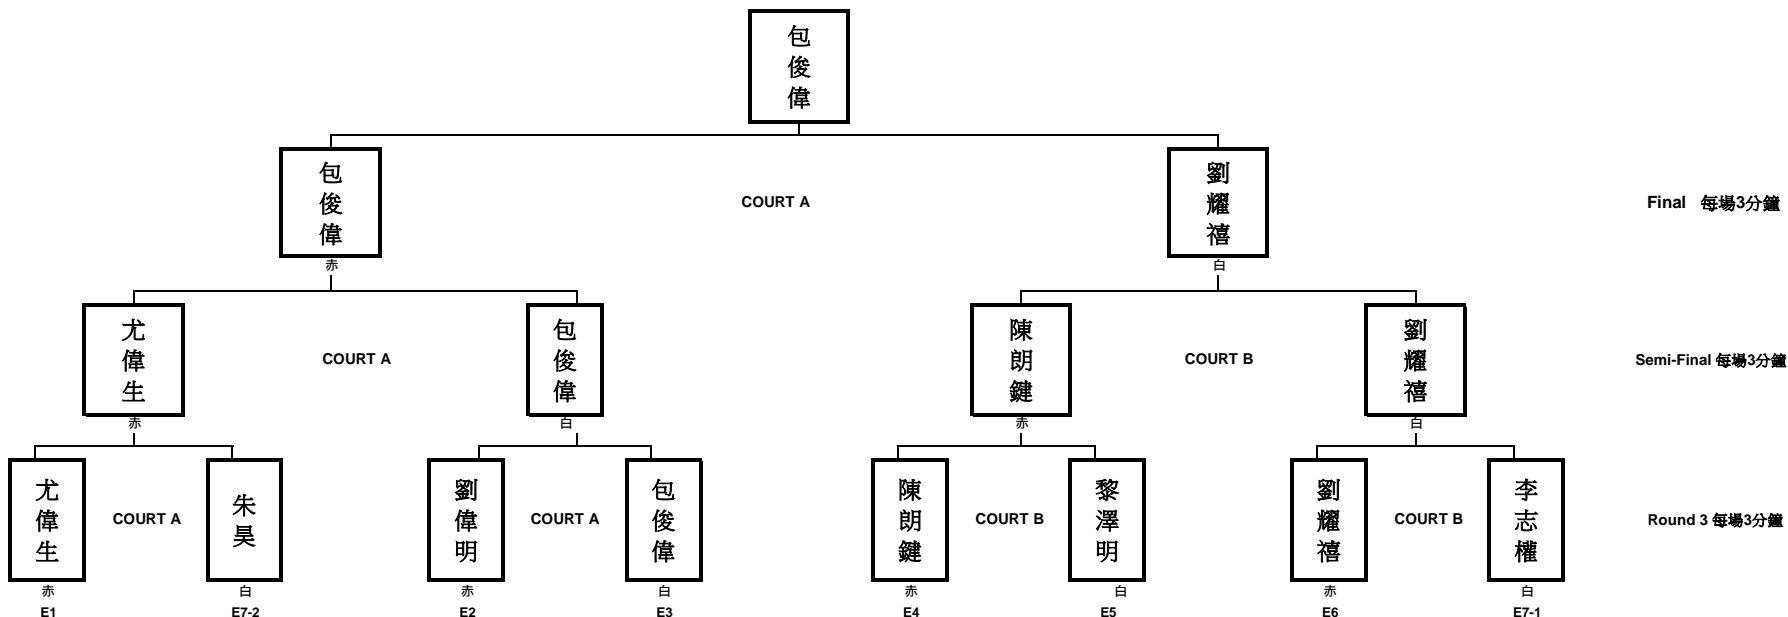 包俊偉
包俊偉
劉耀禧
COURT A
Final 每場3分鐘
赤
白
尤偉生
包俊偉
陳朗鍵
劉耀禧
COURT A
COURT B
Semi-Final 每場3分鐘
赤
白
赤
白
尤偉生
朱昊
劉偉明
包俊偉
陳朗鍵
黎澤明
劉耀禧
李志權
COURT A
COURT A
COURT B
COURT B
Round 3 每場3分鐘
赤
白
赤
白
赤
白
赤
白
E1
E7-2
E2
E3
E4
E5
E6
E7-1